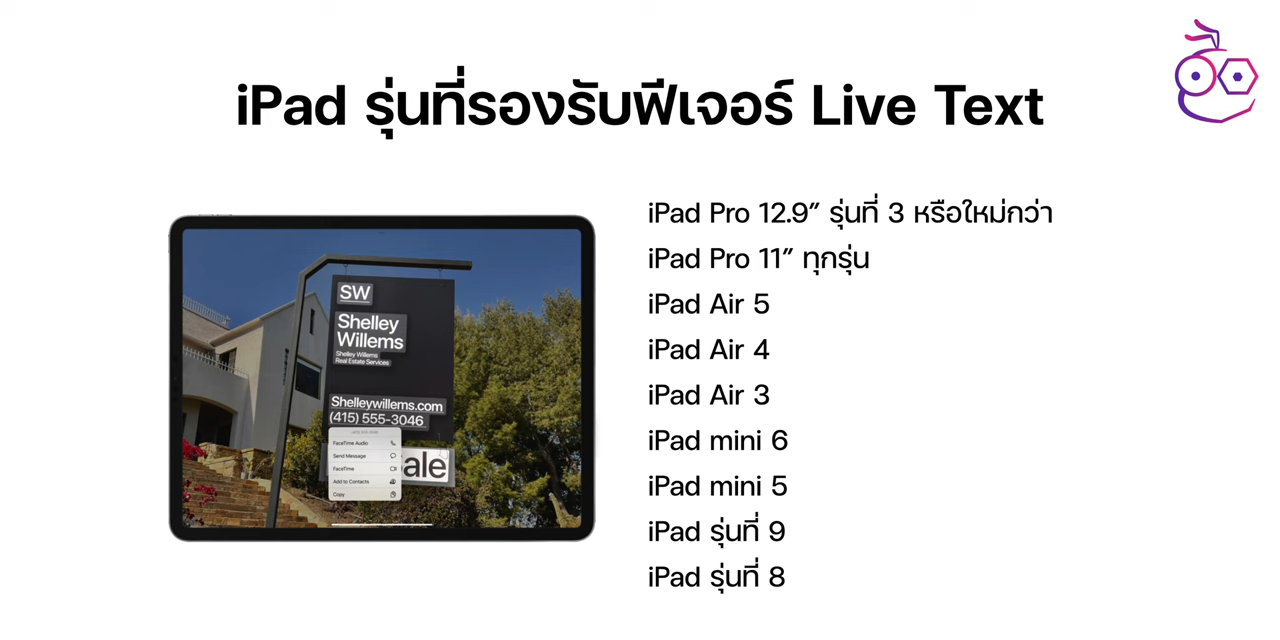 iPad รุ่นที่รองรับฟีเจอร์ Live Text
iPad Pro 12.9” รุ่นที่ 3 หรือใหม่กว่า
iPad Pro 11” ทุกรุ่น
iPad Air 5
iPad Air 4
iPad Air 3
iPad mini 6
iPad mini 5
iPad รุ่นที่ 9
iPad รุ่นที่ 8
SW
Shelley
Willems
Shelley Willems
Real Estate Services
Shelleywillems.com
(415) 555-3046
FaceTime Audio
Send Message
FaceTime
Add to Contacts
Copy
ale